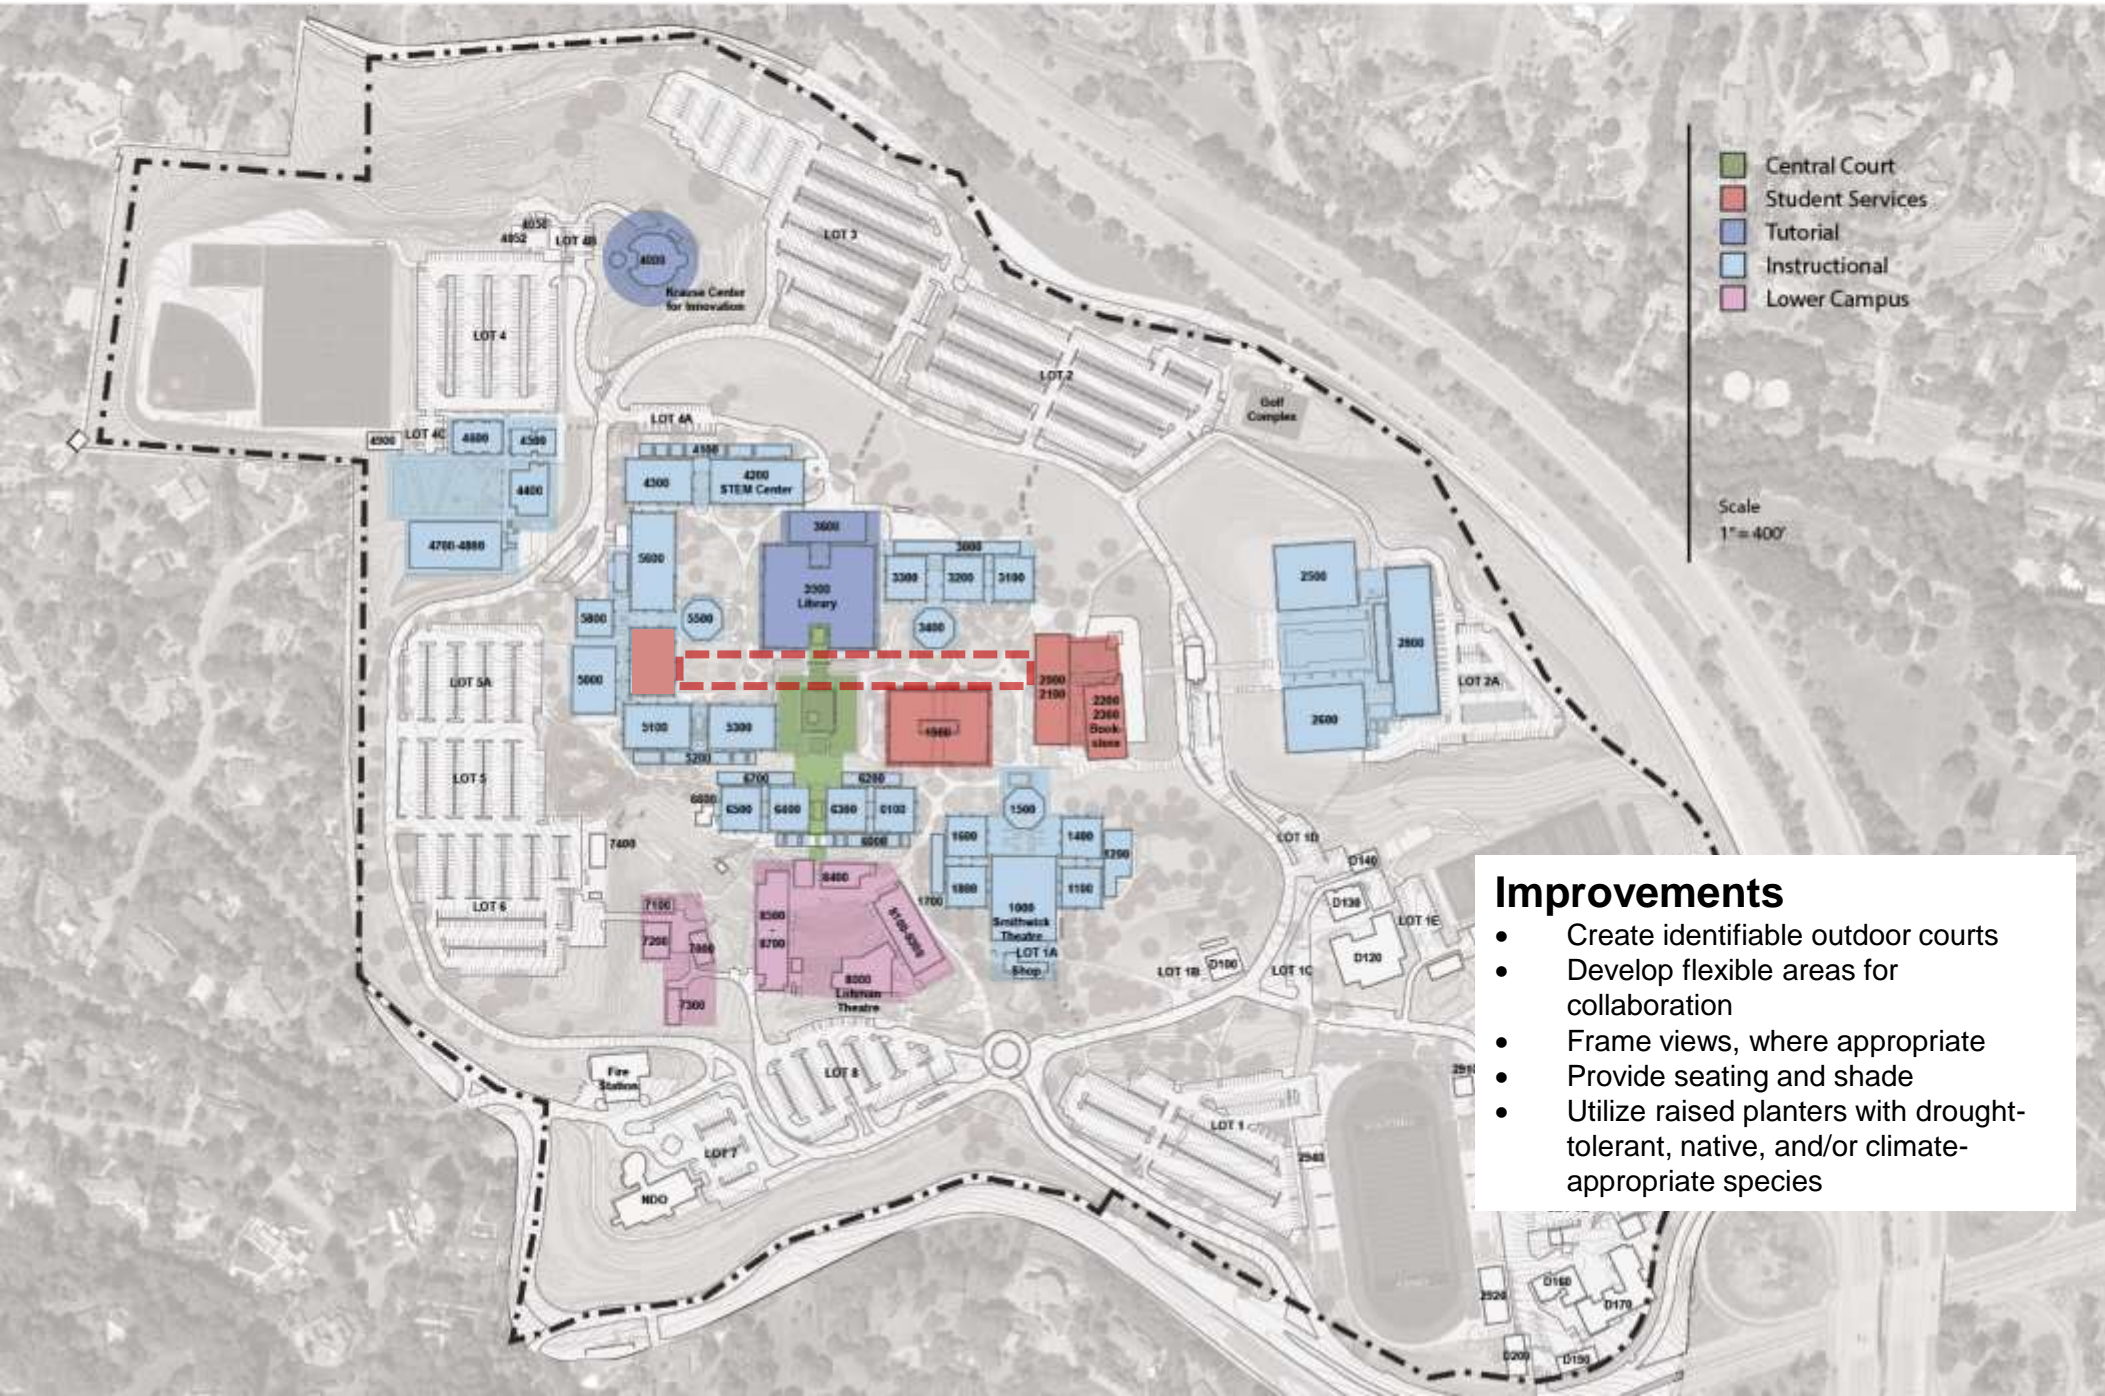 Central Court
Student Services
Tutorial
Instructional
Lower Campus
Scale
1"= 400'
LOT 3
4050
4052
LOT 4B
4000
Krause Center
for Innovation
LOT 4
LOT 2
Golf
Complex
LOT 4A
4900
LOT 4C
4600
4500
4100
4300
4200
STEM Center
4400
4700-4800
3600
5600
3000
3300
3200
3100
2500
Library
5800
5500
3400
2800
5000
LOT 5A
2000
2100
2200
2300
Book-
store
LOT 2A
2600
5100
5300
5200
LOT 5
6700
6200
6500
6400
6300
6100
6000
1500
1600
1400
1200
7400
LOT 1D
D140
8400
1800
1100
1700
LOT 6
7100
7200
7300
8500
-
8700
1000
Smithwick
Theatre
LOT 1A
Shop
8000
Lohman
Theatre
D130
LOT 1E
D120
LOT 1B
D100
LOT 1C
Fire
Station
LOT 8
LOT 7
NDO
LOT 1
2920
D160
D170
D200
D190
Improvements
• Create identifiable outdoor courts
• Develop flexible areas for
collaboration
• Frame views, where appropriate
• Provide seating and shade
• Utilize raised planters with drought-
tolerant, native, and/or climate-
appropriate species